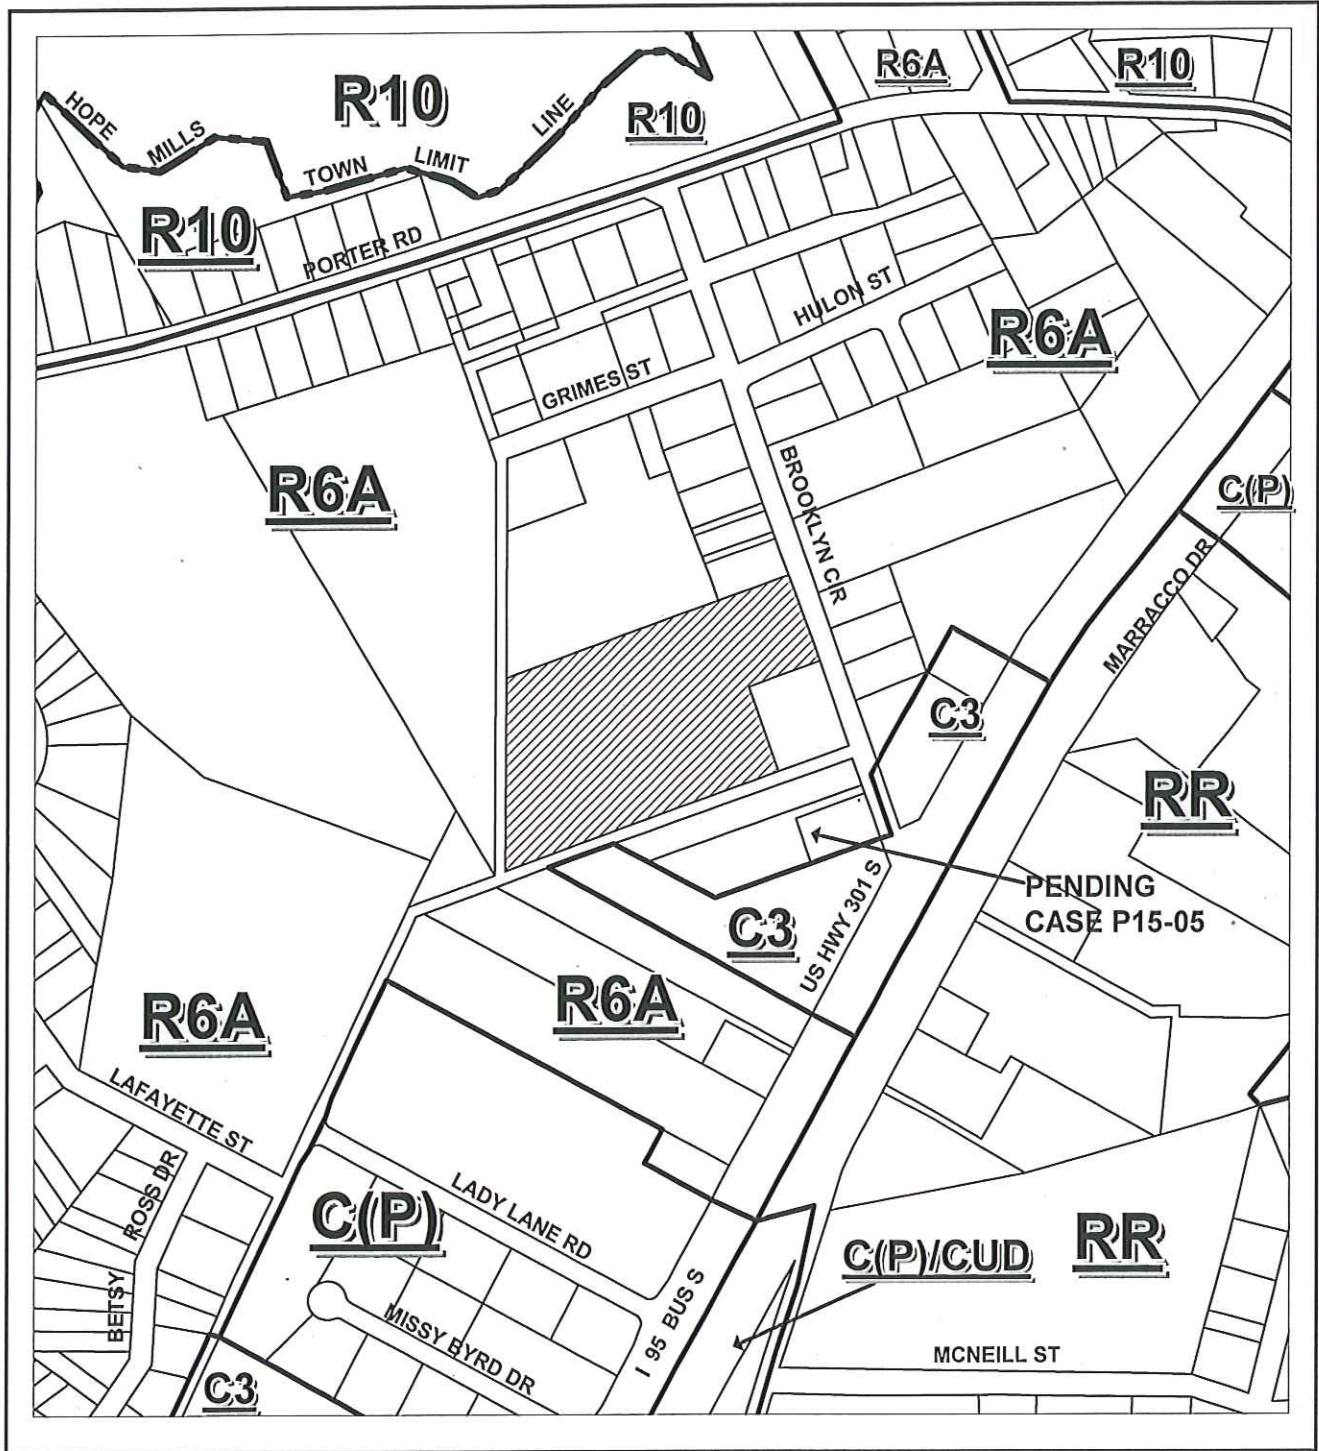 R6A
R10
R10
R10
HOPE
MILLS
TOWN
LIMIT
LINE
R10
PORTER RD
HULON ST
R6A
GRIMES ST
R6A
BROOKLYN CIR
C(P)
MARRACCO DR
C3
RR
PENDING
CASE P15-05
C3
US HWY 301 S
R6A
R6A
LAFAYETTE ST
ROSS DR
BETSY
LADY LANE RD
C(P)
C(P)/CUD
RR
I 95 BUS S
MISSY BYRD DR
MCNEILL ST
C3